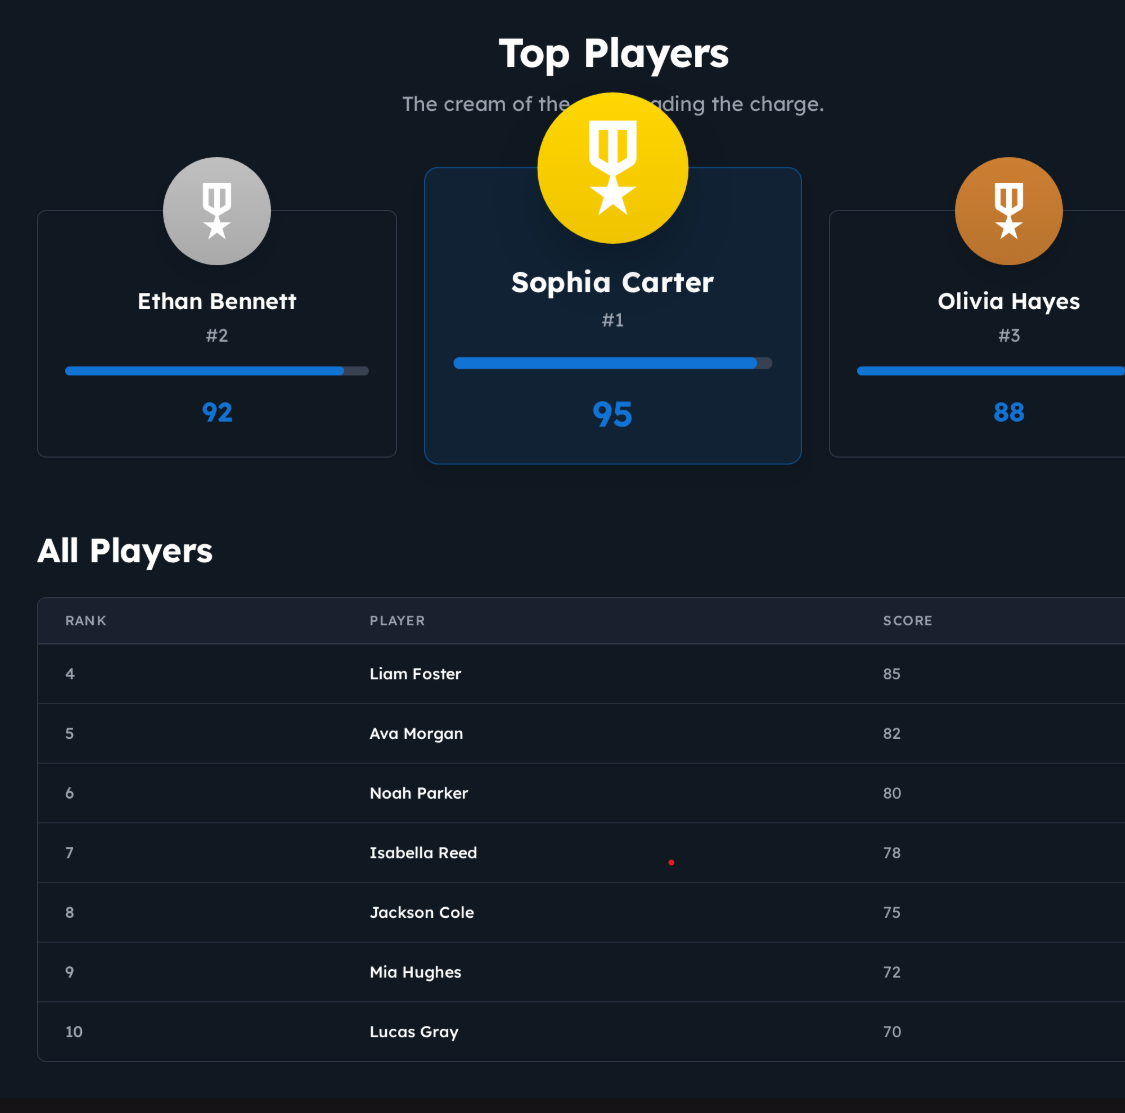 Top Players
The cream of the ading the charge.
Ethan Bennett
#2
92
Sophia Carter
#1
95
Olivia Hayes
#3
88
All Players
RANK PLAYER SCORE
4 Liam Foster 85
5 Ava Morgan 82
6 Noah Parker 80
7 Isabella Reed 78
8 Jackson Cole 75
9 Mia Hughes 72
10 Lucas Gray 70